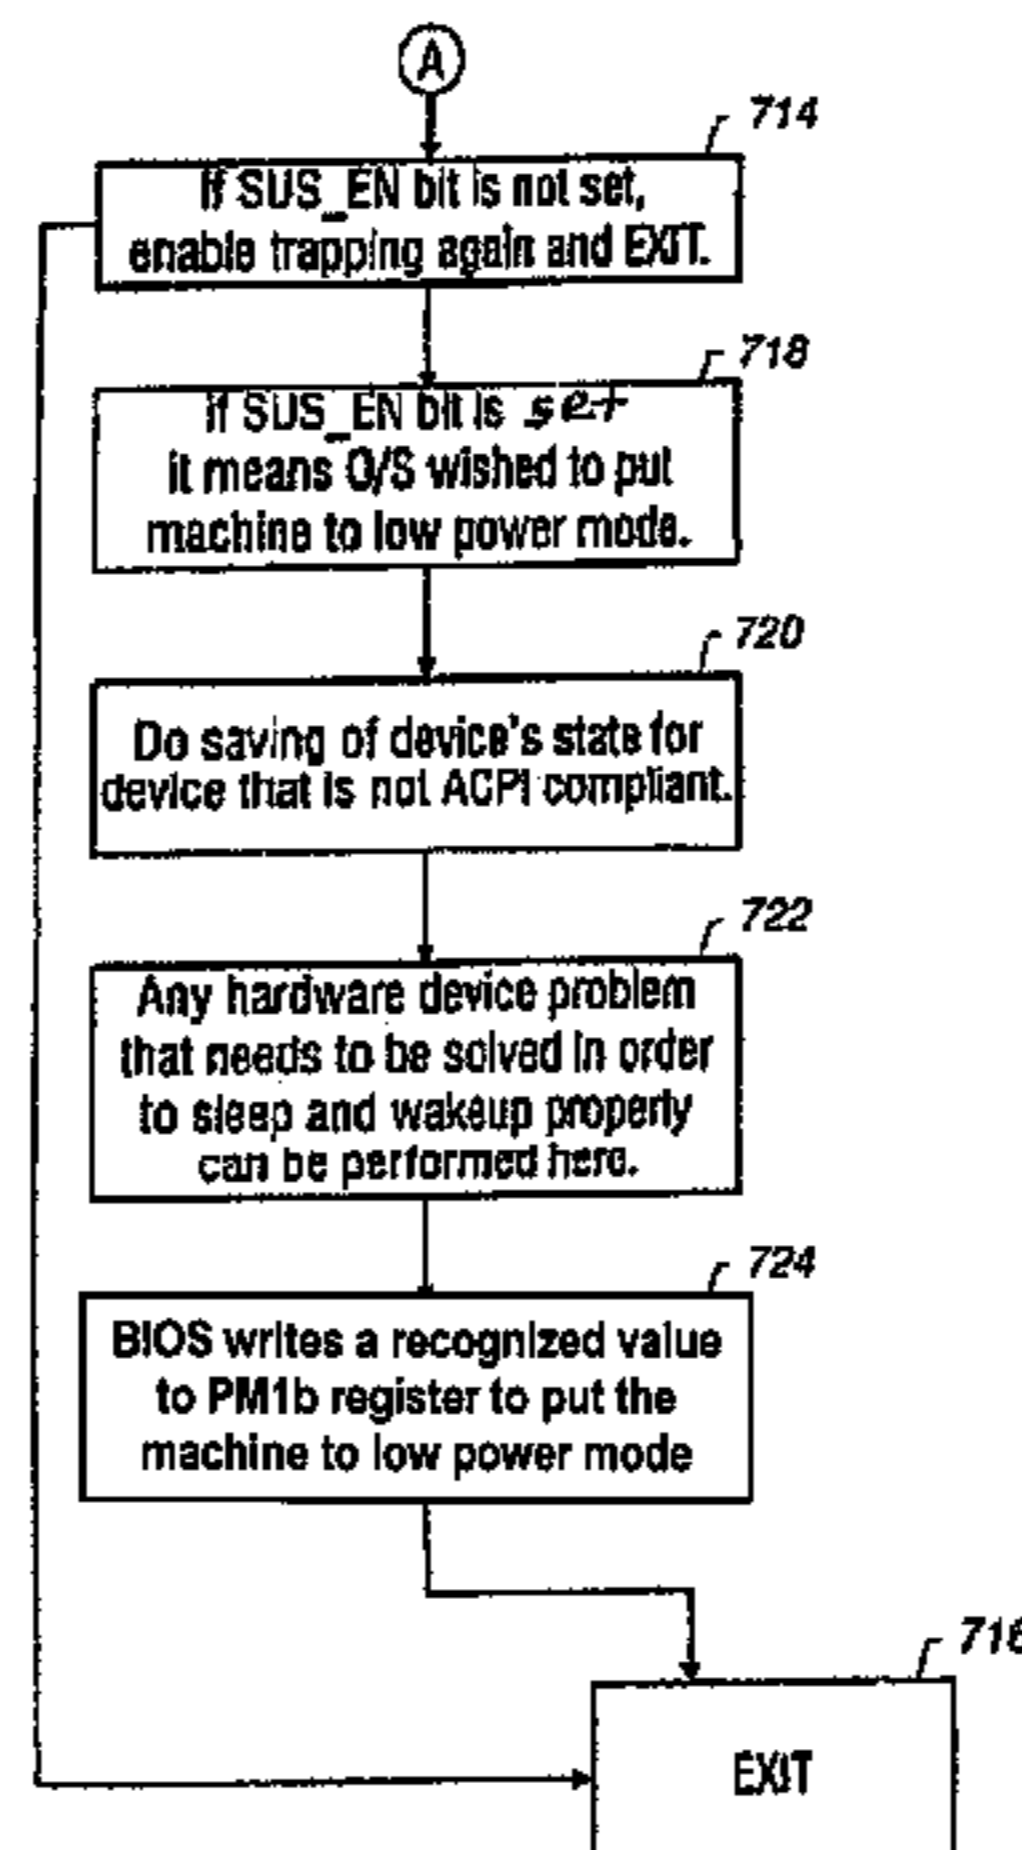 A
714
If SUS_EN bit is not set,
enable trapping again and EXIT.
718
If SUS_EN bit is set
it means O/S wished to put
machine to low power mode.
720
Do saving of device's state for
device that is not ACPI compliant.
722
Any hardware device problem
that needs to be solved in order
to sleep and wakeup properly
can be performed here.
724
BIOS writes a recognized value
to PM1b register to put the
machine to low power mode
716
EXIT